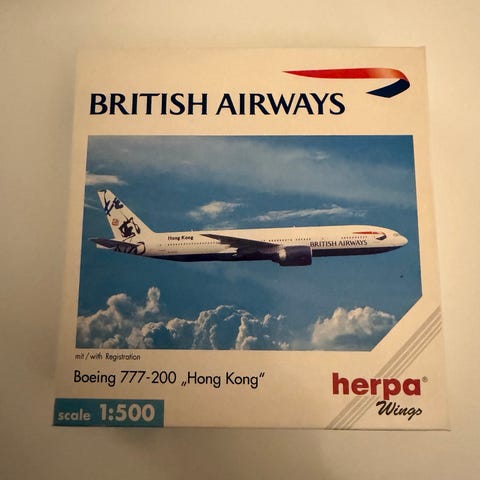 BRITISH AIRWAYS
Hong Kong
BRITISH AIRWAYS
mit / with Registration
Boeing 777-200 „Hong Kong"
herpa®
Wings
scale 1:500